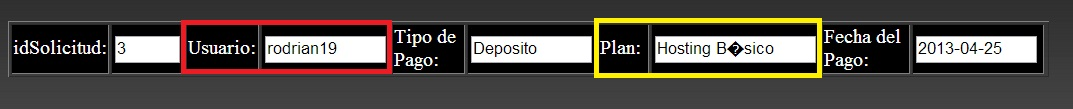 idSolicitud: 3 Usuario: rodrian19 Tipo de Pago: Deposito Plan: Hosting B�sico Fecha del Pago: 2013-04-25